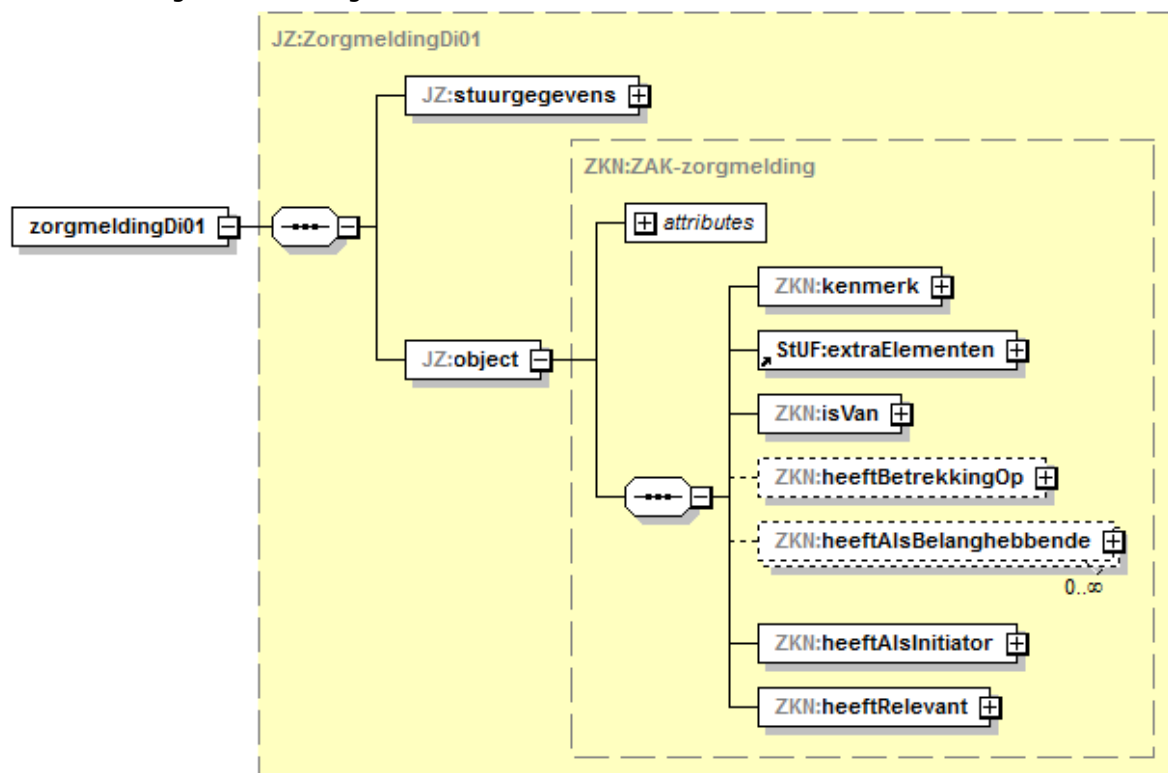 JZ:ZorgmeldingDi01
JZ:stuurgegevens
ZKN:ZAK-zorgmelding
attributes
zorgmeldingDi01
ZKN:kenmerk
StUF:extraElementen
ZKN:isVan
JZ:object
ZKN:heeftBetrekkingOp
ZKN:heeftAlsBelanghebbende
0..∞
ZKN:heeftAlsInitiator
ZKN:heeftRelevant